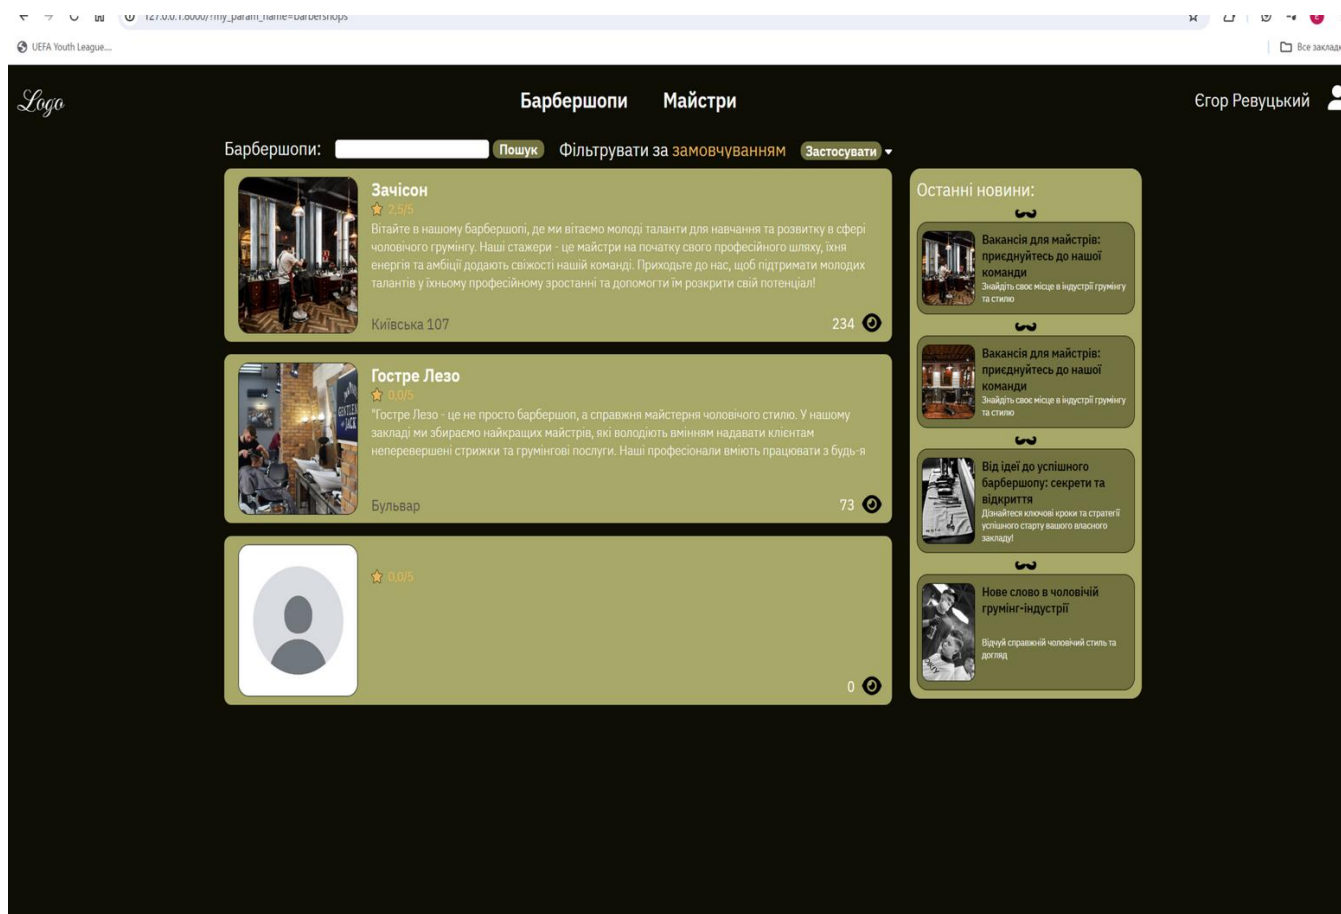 127.0.0.1:8000/?my_param_name=barbershops
UEFA Youth League....
Все закладк
Logo
Барбершопи Майстри
Єгор Ревуцький
Барбершопи: Пошук Фільтрувати за замовчуванням Застосувати
Зачісон
2,5/5
Вітайте в нашому барбершопі, де ми вітаємо молоді таланти для навчання та розвитку в сфері
чоловічого грумінгу. Наші стажери - це майстри на початку свого професійного шляху, їхня
енергія та амбіції додають свіжості нашій команді. Приходьте до нас, щоб підтримати молодих
талантів у їхньому професійному зростанні та допомогти їм розкрити свій потенціал!
Київська 107
234
GENTLEMEN
JACK
Гостре Лезо
0,0/5
"Гостре Лезо - це не просто барбершоп, а справжня майстерня чоловічого стилю. У нашому
закладі ми збираємо найкращих майстрів, які володіють вмінням надавати клієнтам
неперевершені стрижки та грумінгові послуги. Наші професіонали вміють працювати з будь-я
Бульвар
73
0,0/5
0
Останні новини:
Вакансія для майстрів:
приєднуйтесь до нашої
команди
Знайдіть своє місце в індустрії грумінгу
та стилю
Вакансія для майстрів:
приєднуйтесь до нашої
команди
Знайдіть своє місце в індустрії грумінгу
та стилю
Від ідеї до успішного
барбершопу: секрети та
відкриття
Дізнайтеся ключові кроки та стратегії
успішного старту вашого власного
закладу!
Нове слово в чоловічій
грумінг-індустрії
Відчуй справжній чоловічий стиль та
догляд